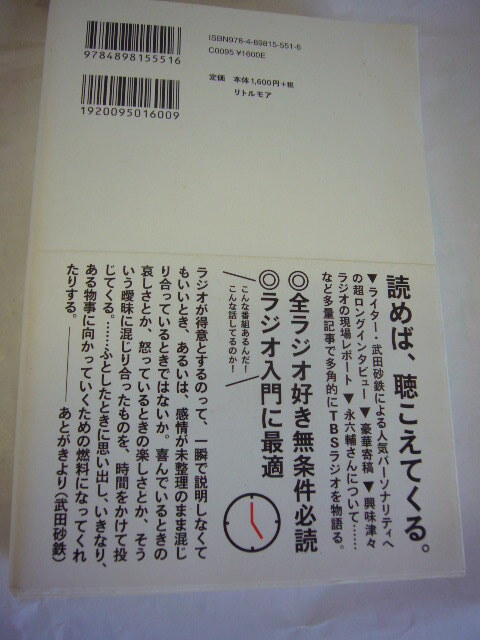 9784898155516
1920095016009
ISBN978-4-89815-551-6
C0095 ¥1600E
定価　本体1,600円+税
リトルモア
読めば、聴こえてくる。
▼ライター・武田砂鉄による人気パーソナリティへ
の超ロングインタビュー ▼豪華寄稿 ▼興味津々
ラジオの現場レポート ▼永六輔さんについて……
など多量記事で多角的にTBSラジオを物語る。
◎全ラジオ好き無条件必読
◎ラジオ入門に最適
こんな番組あるんだ!
こんな話してるのか!
ラジオが得意とするのって、一瞬で説明しなくて
もいいとき、あるいは、感情が未整理のまま混じ
り合っているときではないか。喜んでいるときの
哀しさとか、怒っているときの楽しさとか、そう
いう曖昧に混じり合ったものを、時間をかけて投
じてくる。……ふとしたときに思い出し、いきなり、
ある物事に向かっていくための燃料になってくれ
たりする。　――あとがきより(武田砂鉄)